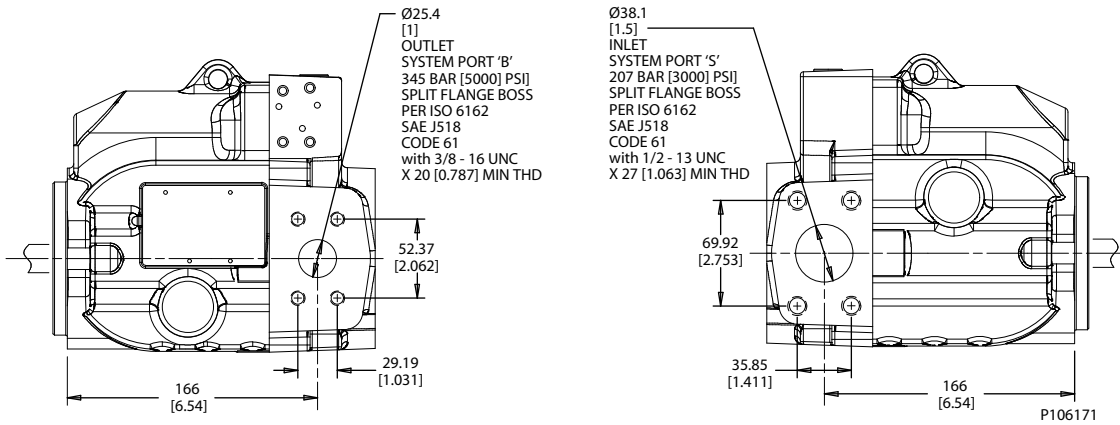 Ø25.4
[1]
OUTLET
SYSTEM PORT ‘B’
345 BAR [5000] PSI]
SPLIT FLANGE BOSS
PER ISO 6162
SAE J518
CODE 61
with 3/8 - 16 UNC
X 20 [0.787] MIN THD
52.37
[2.062]
29.19
[1.031]
166
[6.54]
Ø38.1
[1.5]
INLET
SYSTEM PORT ‘S’
207 BAR [3000] PSI]
SPLIT FLANGE BOSS
PER ISO 6162
SAE J518
CODE 61
with 1/2 - 13 UNC
X 27 [1.063] MIN THD
69.92
[2.753]
35.85
[1.411]
166
[6.54]
P106171